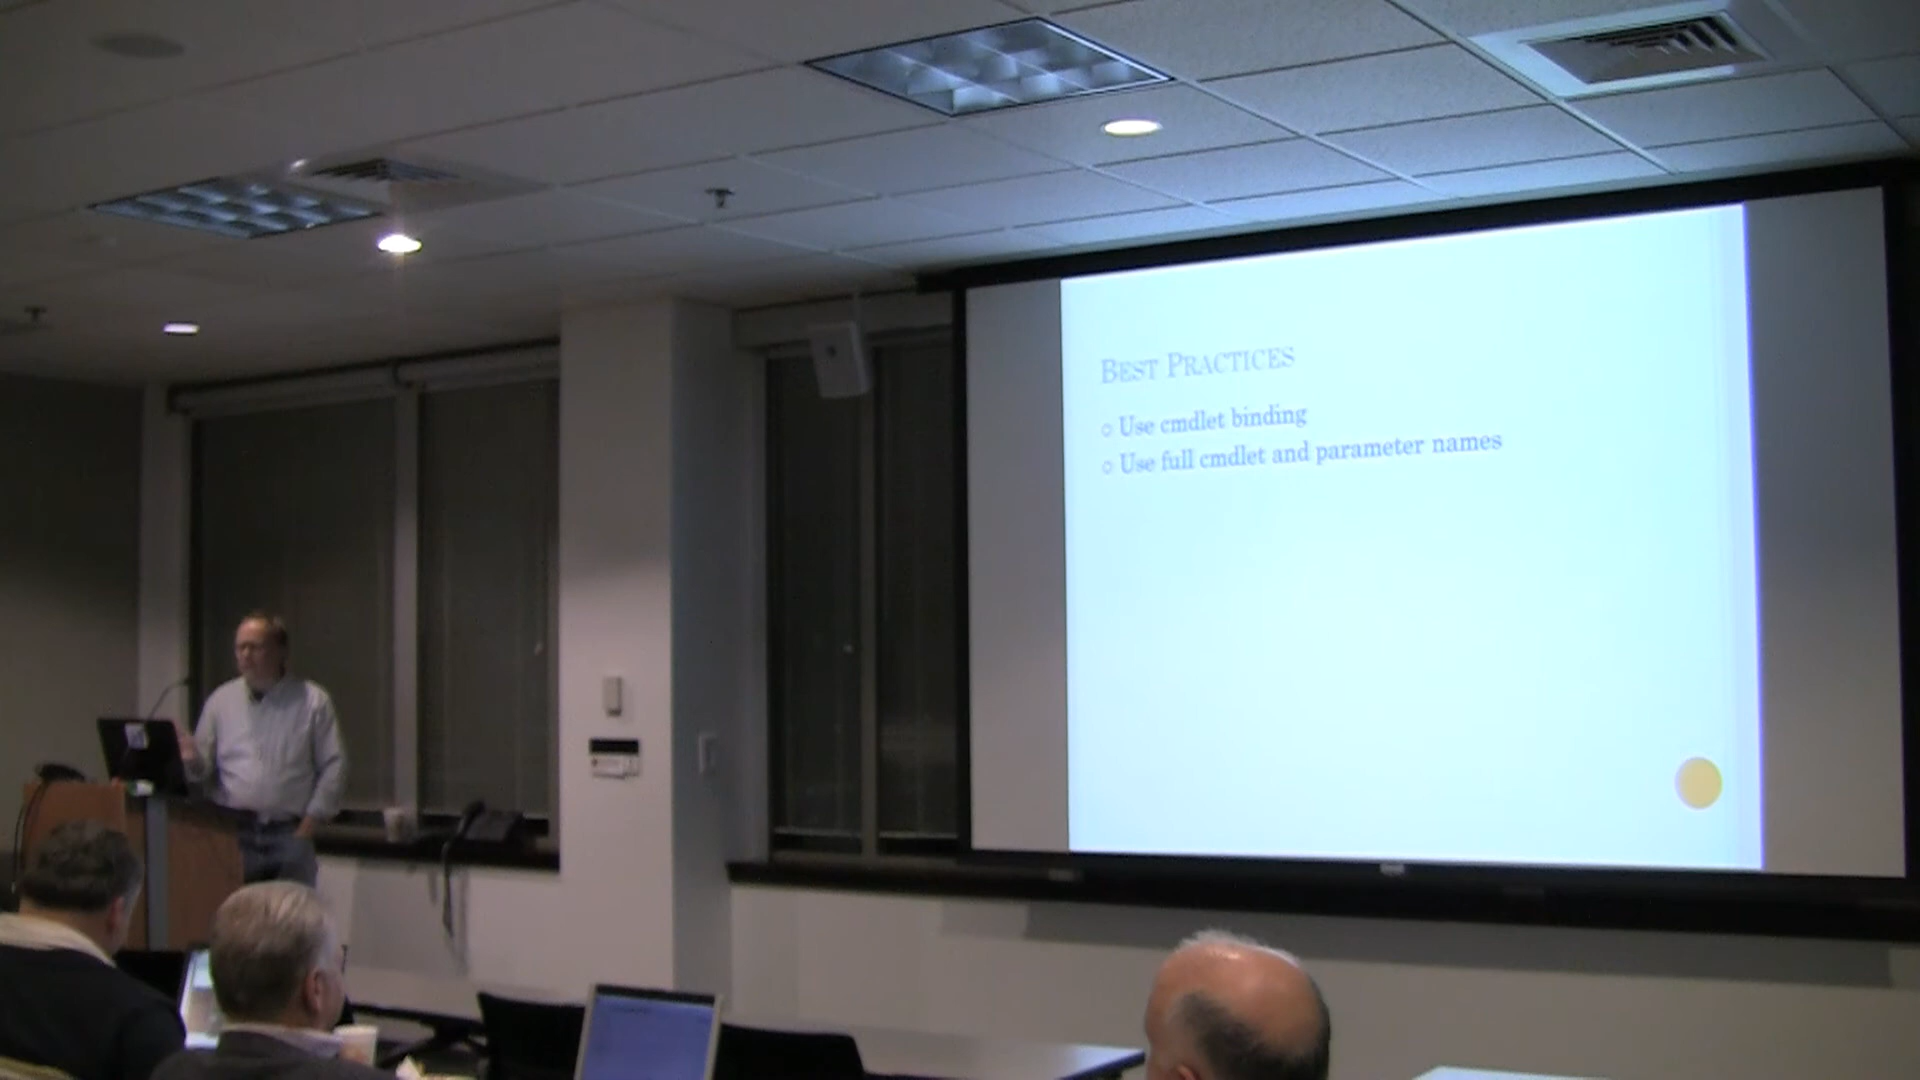 BEST PRACTICES
Use cmdlet binding
Use full cmdlet and parameter names